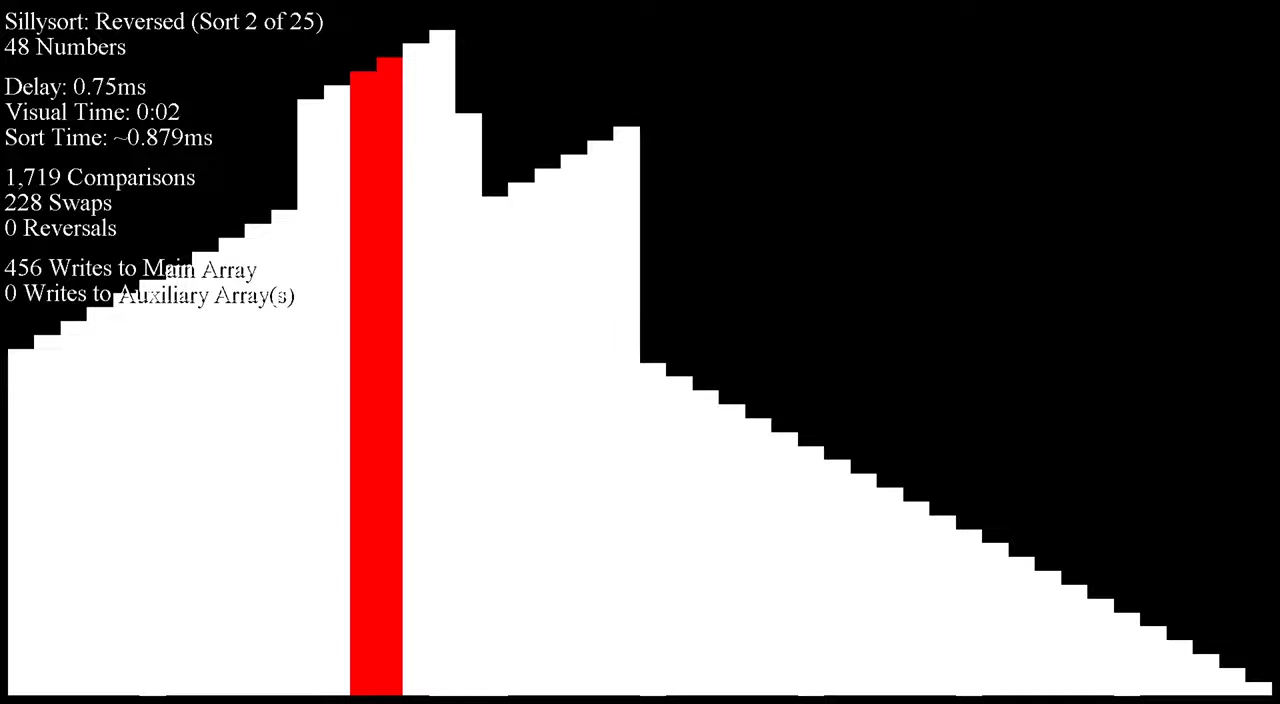 Sillysort: Reversed (Sort 2 of 25)
48 Numbers
Delay: 0.75ms
Visual Time: 0:02
Sort Time: ~0.879ms
1,719 Comparisons
228 Swaps
0 Reversals
456 Writes to Main Array
0 Writes to Auxiliary Array(s)